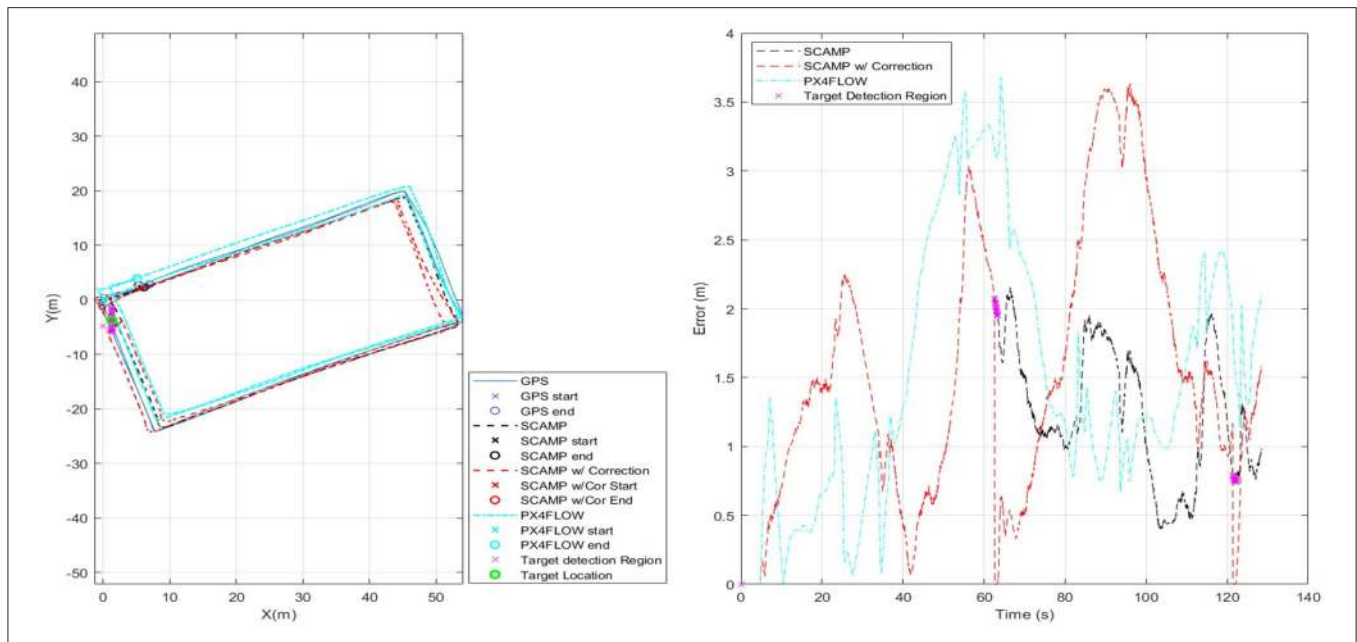 40
30
20
10
0
-10
-20
-30
-40
-50
Y(m)
0
10
20
30
40
50
X(m)
GPS
GPS start
GPS end
SCAMP
SCAMP start
SCAMP end
SCAMP w/ Correction
SCAMP w/Cor Start
SCAMP w/Cor End
PX4FLOW
PX4FLOW start
PX4FLOW end
Target detection Region
Target Location
4
3.5
3
2.5
2
1.5
1
0.5
0
Error (m)
SCAMP
SCAMP w/ Correction
PX4FLOW
Target Detection Region
0
20
40
60
80
100
120
140
Time (s)